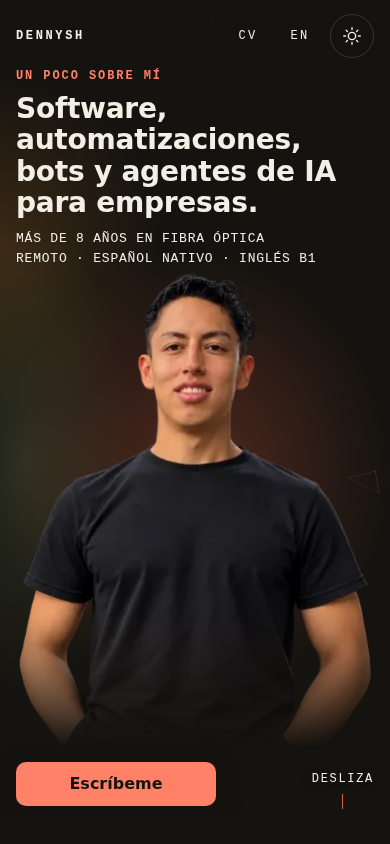 DENNYSH
CV
EN
UN POCO SOBRE MÍ
Software,
automatizaciones,
bots y agentes de IA
para empresas.
MÁS DE 8 AÑOS EN FIBRA ÓPTICA
REMOTO · ESPAÑOL NATIVO · INGLÉS B1
Escríbeme
DESLIZA